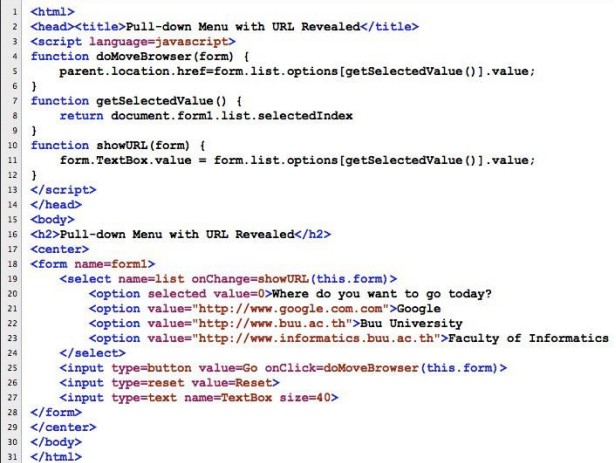 1 <html>
2 <head><title>Pull-down Menu with URL Revealed</title>
3 <script language=javascript>
4 function doMoveBrowser(form) {
5     parent.location.href=form.list.options[getSelectedValue()].value;
6 }
7 function getSelectedValue() {
8     return document.form1.list.selectedIndex
9 }
10 function showURL(form) {
11     form.TextBox.value = form.list.options[getSelectedValue()].value;
12 }
13 </script>
14 </head>
15 <body>
16 <h2>Pull-down Menu with URL Revealed</h2>
17 <center>
18 <form name=form1>
19     <select name=list onChange=showURL(this.form)>
20         <option selected value=0>Where do you want to go today?
21         <option value="http://www.google.com.com">Google
22         <option value="http://www.buu.ac.th">Buu University
23         <option value="http://www.informatics.buu.ac.th">Faculty of Informatics
24     </select>
25     <input type=button value=Go onClick=doMoveBrowser(this.form)>
26     <input type=reset value=Reset>
27     <input type=text name=TextBox size=40>
28 </form>
29 </center>
30 </body>
31 </html>